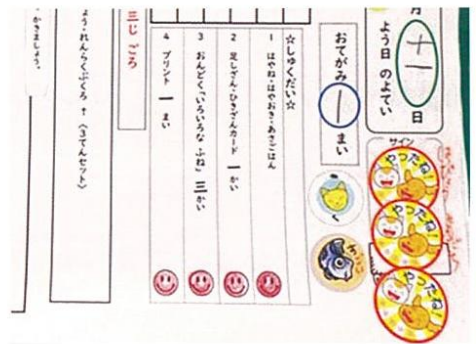 月 十一 日
よう日 のよてい
サイン
やったね!
やったね!
やったね!
おてがみ 1 まい
☆しゅくだい☆
1 はやね・はやおき・あさごはん
2 足しざん・ひきざんカード 一 かい
3 おんどく「いろいろな ふね」 三 かい
4 プリント 一 まい
三じ ごろ
ょう・れんらくぶくろ ↑ 〈3てんセット〉
かきましょう。